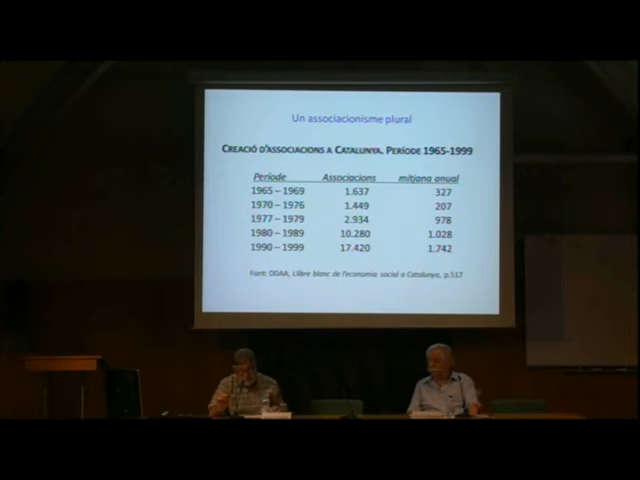 Un associacionisme plural
CREACIÓ D'ASSOCIACIONS A CATALUNYA. PERÍODE 1965-1999
Període Associacions mitjana anual
1965 – 1969 1.637 327
1970 – 1976 1.449 207
1977 – 1979 2.934 978
1980 – 1989 10.280 1.028
1990 – 1999 17.420 1.742
Font: DDAA, Llibre blanc de l'economia social a Catalunya, p.517